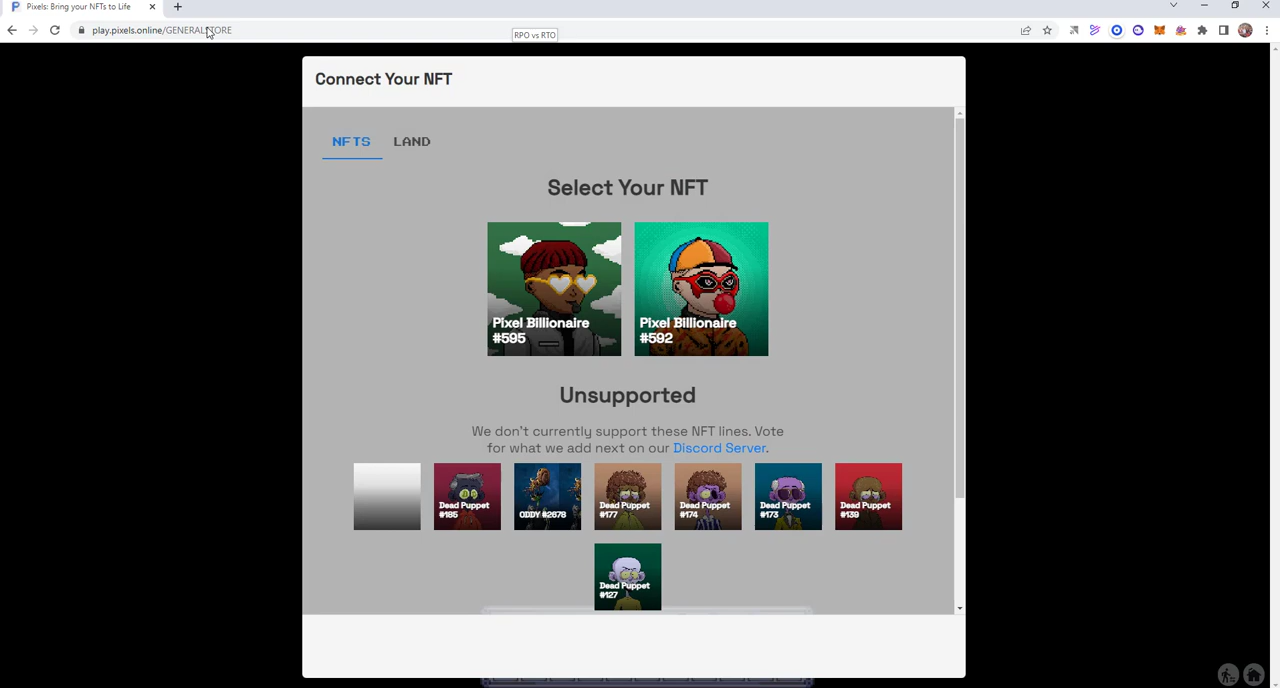 Pixels: Bring your NFTs to Life
play.pixels.online/GENERALSTORE
RPO vs RTO
Connect Your NFT
NFTS LAND
Select Your NFT
Pixel Billionaire
#595
Pixel Billionaire
#592
Unsupported
We don't currently support these NFT lines. Vote
for what we add next on our Discord Server.
Dead Puppet
#185
ODDY #2678
Dead Puppet
#177
Dead Puppet
#174
Dead Puppet
#173
Dead Puppet
#139
Dead Puppet
#127